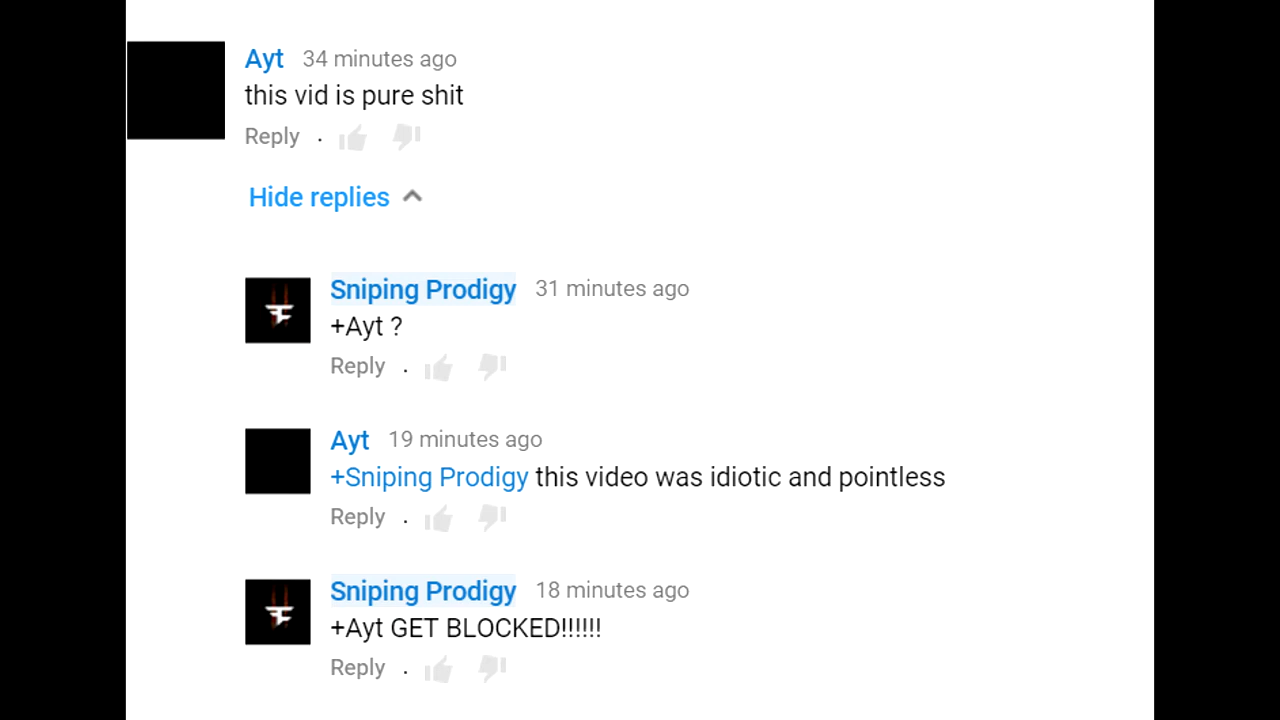 Ayt 34 minutes ago
this vid is pure shit
Reply .
Hide replies
Sniping Prodigy 31 minutes ago
+Ayt ?
Reply .
Ayt 19 minutes ago
+Sniping Prodigy this video was idiotic and pointless
Reply .
Sniping Prodigy 18 minutes ago
+Ayt GET BLOCKED!!!!!!
Reply .